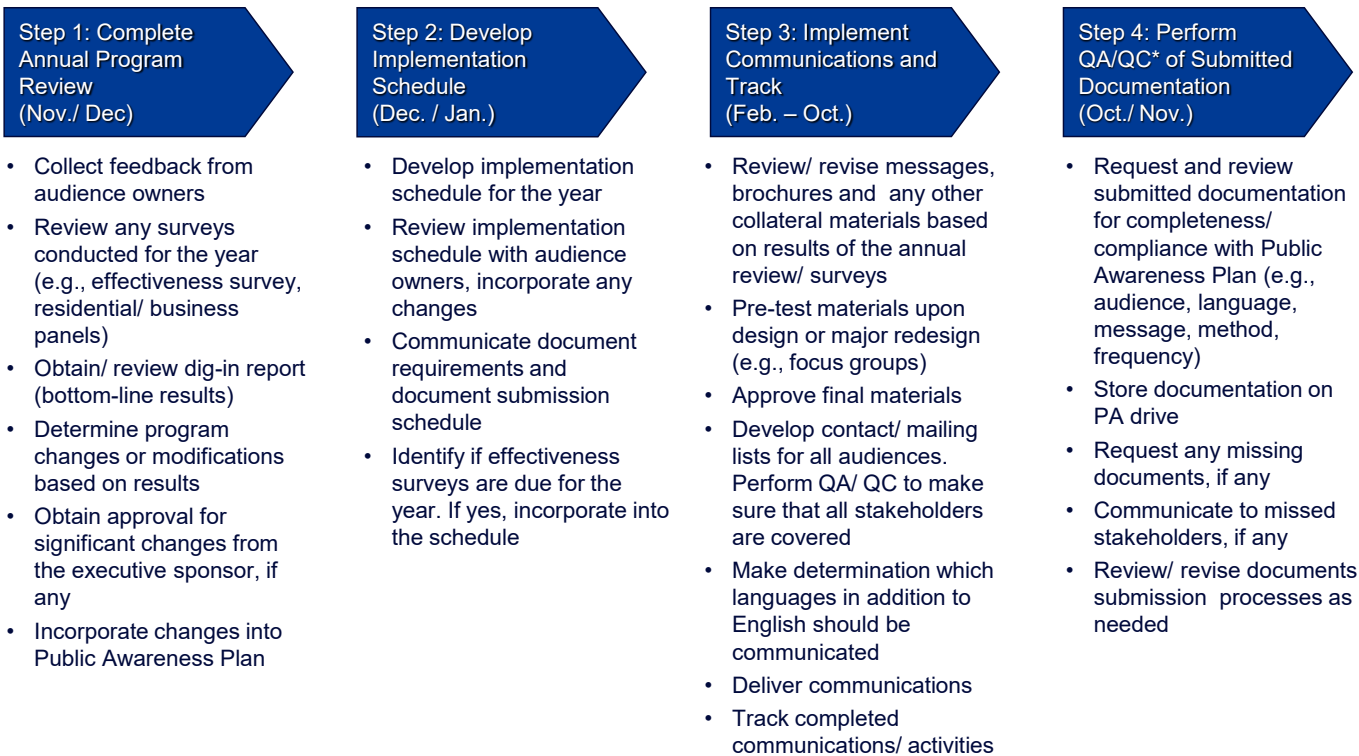 Step 1: Complete
Annual Program
Review
(Nov./ Dec)
• Collect feedback from
audience owners
• Review any surveys
conducted for the year
(e.g., effectiveness survey,
residential/ business
panels)
• Obtain/ review dig-in report
(bottom-line results)
• Determine program
changes or modifications
based on results
• Obtain approval for
significant changes from
the executive sponsor, if
any
• Incorporate changes into
Public Awareness Plan
Step 2: Develop
Implementation
Schedule
(Dec. / Jan.)
• Develop implementation
schedule for the year
• Review implementation
schedule with audience
owners, incorporate any
changes
• Communicate document
requirements and
document submission
schedule
• Identify if effectiveness
surveys are due for the
year. If yes, incorporate into
the schedule
Step 3: Implement
Communications and
Track
(Feb. – Oct.)
• Review/ revise messages,
brochures and any other
collateral materials based
on results of the annual
review/ surveys
• Pre-test materials upon
design or major redesign
(e.g., focus groups)
• Approve final materials
• Develop contact/ mailing
lists for all audiences.
Perform QA/ QC to make
sure that all stakeholders
are covered
• Make determination which
languages in addition to
English should be
communicated
• Deliver communications
• Track completed
communications/ activities
Step 4: Perform
QA/QC* of Submitted
Documentation
(Oct./ Nov.)
• Request and review
submitted documentation
for completeness/
compliance with Public
Awareness Plan (e.g.,
audience, language,
message, method,
frequency)
• Store documentation on
PA drive
• Request any missing
documents, if any
• Communicate to missed
stakeholders, if any
• Review/ revise documents
submission processes as
needed